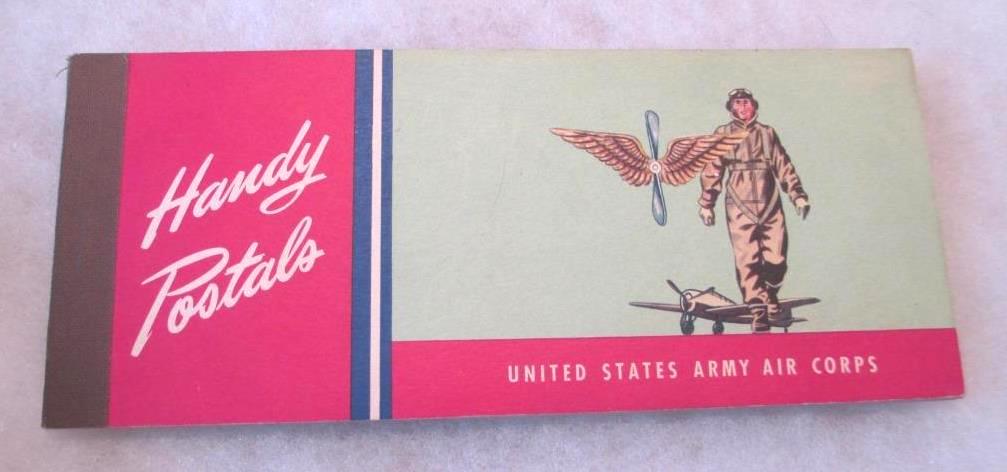 Handy
Postals
UNITED STATES ARMY AIR CORPS